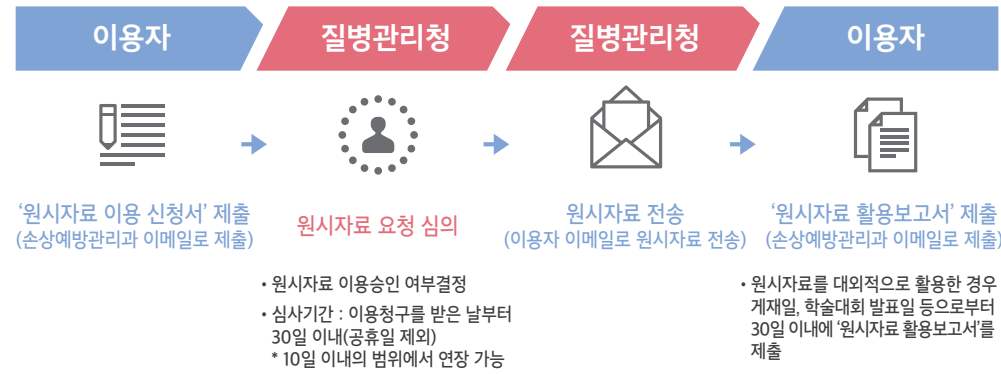 이용자
질병관리청
질병관리청
이용자
‘원시자료 이용 신청서’ 제출
(손상예방관리과 이메일로 제출)
원시자료 요청 심의
• 원시자료 이용승인 여부결정
• 심사기간 : 이용청구를 받은 날부터
30일 이내(공휴일 제외)
* 10일 이내의 범위에서 연장 가능
원시자료 전송
(이용자 이메일로 원시자료 전송)
‘원시자료 활용보고서’ 제출
(손상예방관리과 이메일로 제출)
• 원시자료를 대외적으로 활용한 경우
게재일, 학술대회 발표일 등으로부터
30일 이내에 ‘원시자료 활용보고서’를
제출